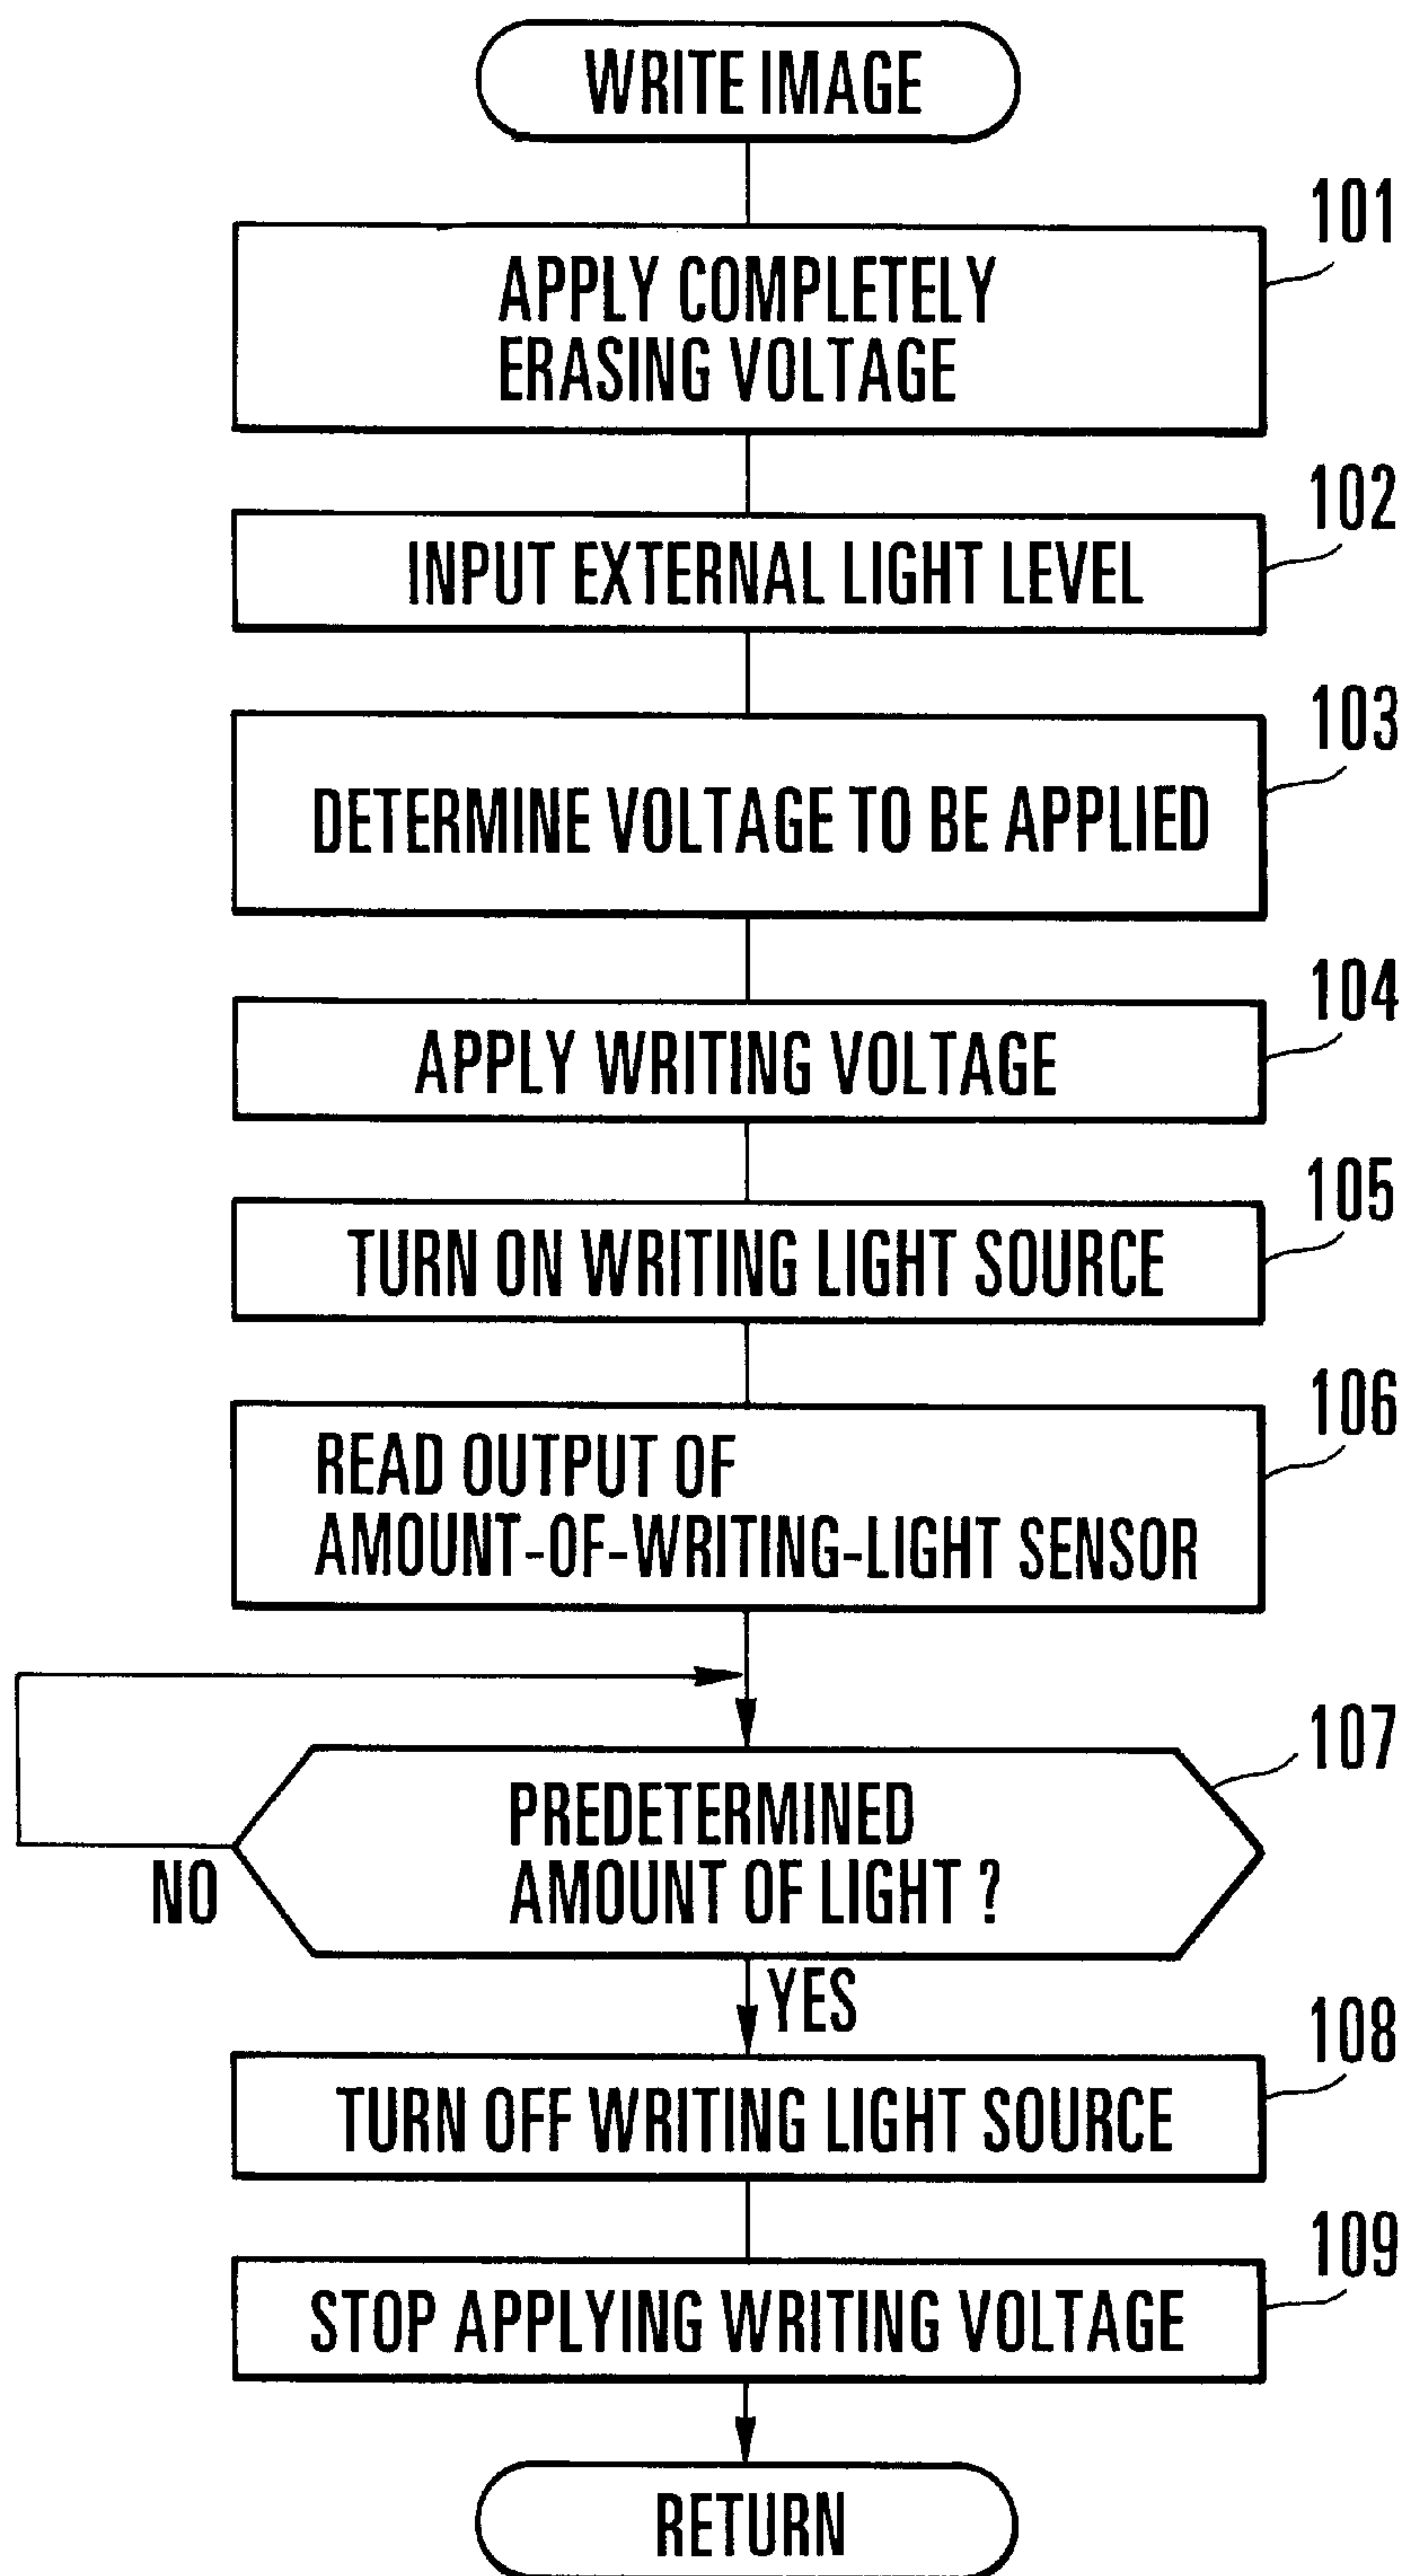 WRITE IMAGE
101
APPLY COMPLETELY
ERASING VOLTAGE
102
INPUT EXTERNAL LIGHT LEVEL
103
DETERMINE VOLTAGE TO BE APPLIED
104
APPLY WRITING VOLTAGE
105
TURN ON WRITING LIGHT SOURCE
106
READ OUTPUT OF
AMOUNT-OF-WRITING-LIGHT SENSOR
107
PREDETERMINED
AMOUNT OF LIGHT ?
NO
YES
108
TURN OFF WRITING LIGHT SOURCE
109
STOP APPLYING WRITING VOLTAGE
RETURN